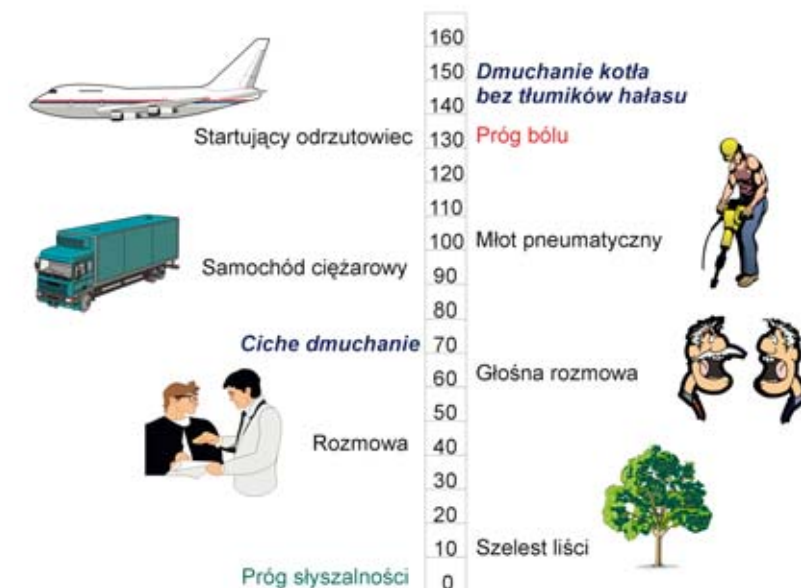 160
150
Dmuchanie kotła
bez tłumików hałasu
140
Startujący odrzutowiec
130
Próg bólu
120
110
Młot pneumatyczny
100
Samochód ciężarowy
90
80
Ciche dmuchanie
70
Głośna rozmowa
60
50
Rozmowa
40
30
20
Szelest liści
10
Próg słyszalności
0